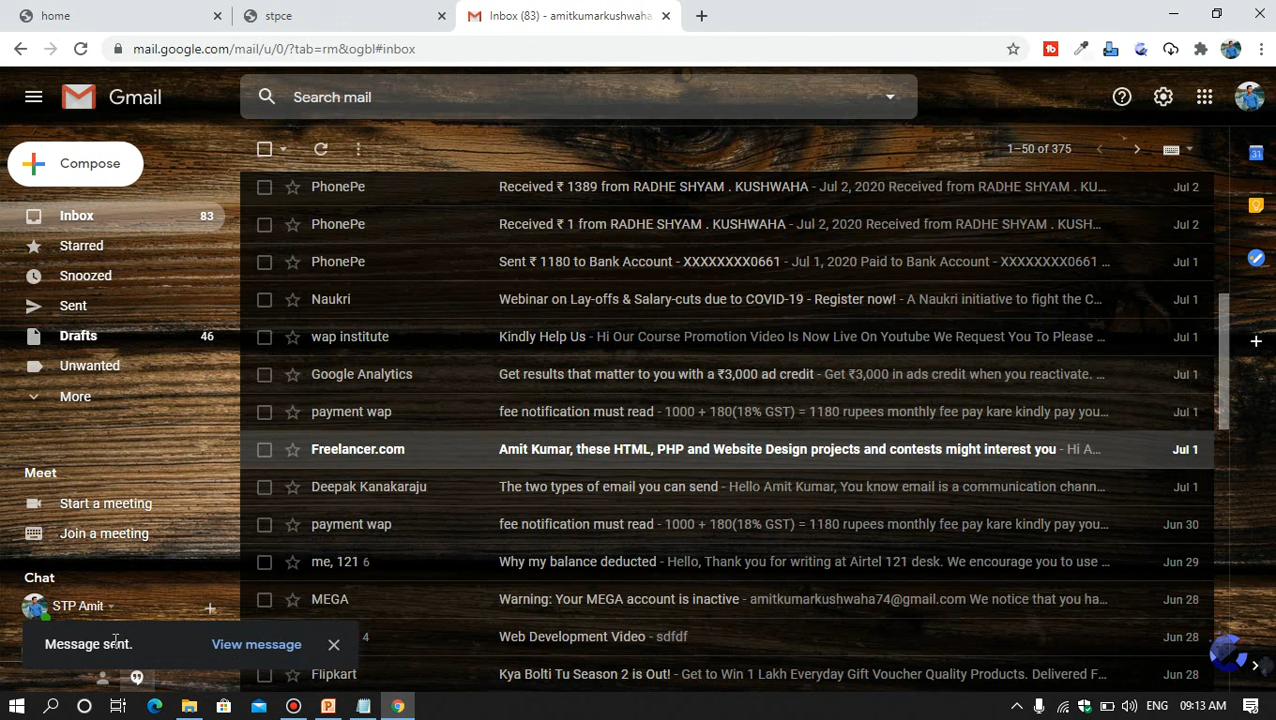 home
stpce
Inbox (83) - amitkumarkushwaha
mail.google.com/mail/u/0/?tab=rm&ogbl#inbox
Gmail
Search mail
Compose
1–50 of 375
Inbox 83
Starred
Snoozed
Sent
Drafts 46
Unwanted
More
Meet
Start a meeting
Join a meeting
Chat
STP Amit
PhonePe Received ₹ 1389 from RADHE SHYAM . KUSHWAHA - Jul 2, 2020 Received from RADHE SHYAM . KU... Jul 2
PhonePe Received ₹ 1 from RADHE SHYAM . KUSHWAHA - Jul 2, 2020 Received from RADHE SHYAM . KUSH... Jul 2
PhonePe Sent ₹ 1180 to Bank Account - XXXXXXXX0661 - Jul 1, 2020 Paid to Bank Account - XXXXXXXX0661 ... Jul 1
Naukri Webinar on Lay-offs & Salary-cuts due to COVID-19 - Register now! - A Naukri initiative to fight the C... Jul 1
wap institute Kindly Help Us - Hi Our Course Promotion Video Is Now Live On Youtube We Request You To Please ... Jul 1
Google Analytics Get results that matter to you with a ₹3,000 ad credit - Get ₹3,000 in ads credit when you reactivate. ... Jul 1
payment wap fee notification must read - 1000 + 180(18% GST) = 1180 rupees monthly fee pay kare kindly pay you... Jul 1
Freelancer.com Amit Kumar, these HTML, PHP and Website Design projects and contests might interest you - Hi A... Jul 1
Deepak Kanakaraju The two types of email you can send - Hello Amit Kumar, You know email is a communication chann... Jul 1
payment wap fee notification must read - 1000 + 180(18% GST) = 1180 rupees monthly fee pay kare kindly pay you... Jun 30
me, 121 6 Why my balance deducted - Hello, Thank you for writing at Airtel 121 desk. We encourage you to use ... Jun 29
MEGA Warning: Your MEGA account is inactive - amitkumarkushwaha74@gmail.com We notice that you ha... Jun 28
4 Web Development Video - sdfdf Jun 28
Flipkart Kya Bolti Tu Season 2 is Out! - Get to Win 1 Lakh Everyday Gift Voucher Quality Products. Delivered F... Jun 28
Message sent. View message
ENG 09:13 AM